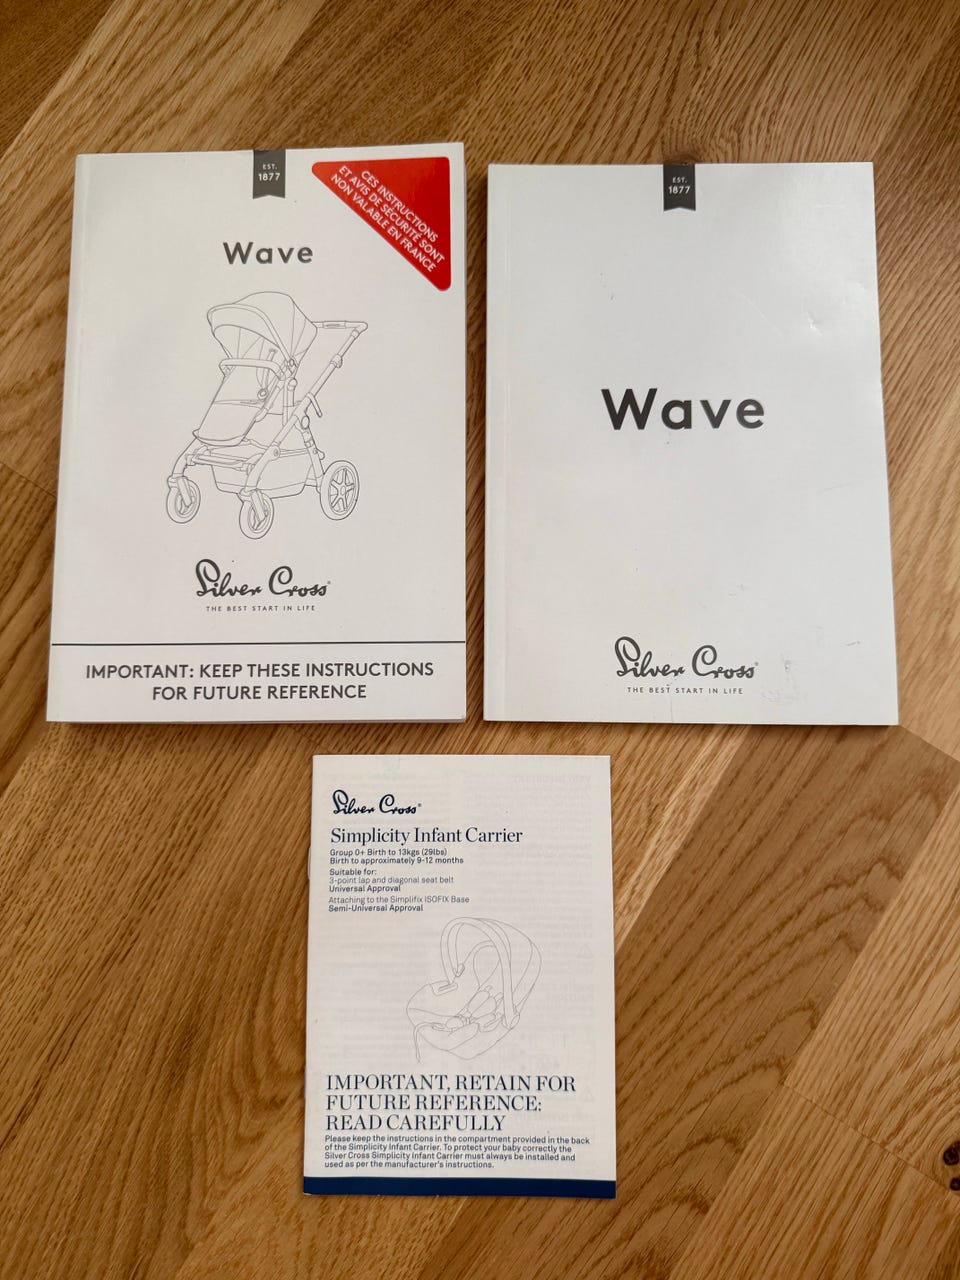 EST.
1877
CES INSTRUCTIONS
ET AVIS DE SÉCURITÉ SONT
NON VALABLE EN FRANCE
Wave
Silver Cross®
THE BEST START IN LIFE
IMPORTANT: KEEP THESE INSTRUCTIONS
FOR FUTURE REFERENCE
EST.
1877
Wave
Silver Cross®
THE BEST START IN LIFE
Silver Cross®
Simplicity Infant Carrier
Group 0+ Birth to 13kgs (29lbs)
Birth to approximately 9-12 months
Suitable for:
3-point lap and diagonal seat belt
Universal Approval
Attaching to the Simplifix ISOFIX Base
Semi-Universal Approval
IMPORTANT, RETAIN FOR
FUTURE REFERENCE:
READ CAREFULLY
Please keep the instructions in the compartment provided in the back
of the Simplicity Infant Carrier. To protect your baby correctly the
Silver Cross Simplicity Infant Carrier must always be installed and
used as per the manufacturer's instructions.